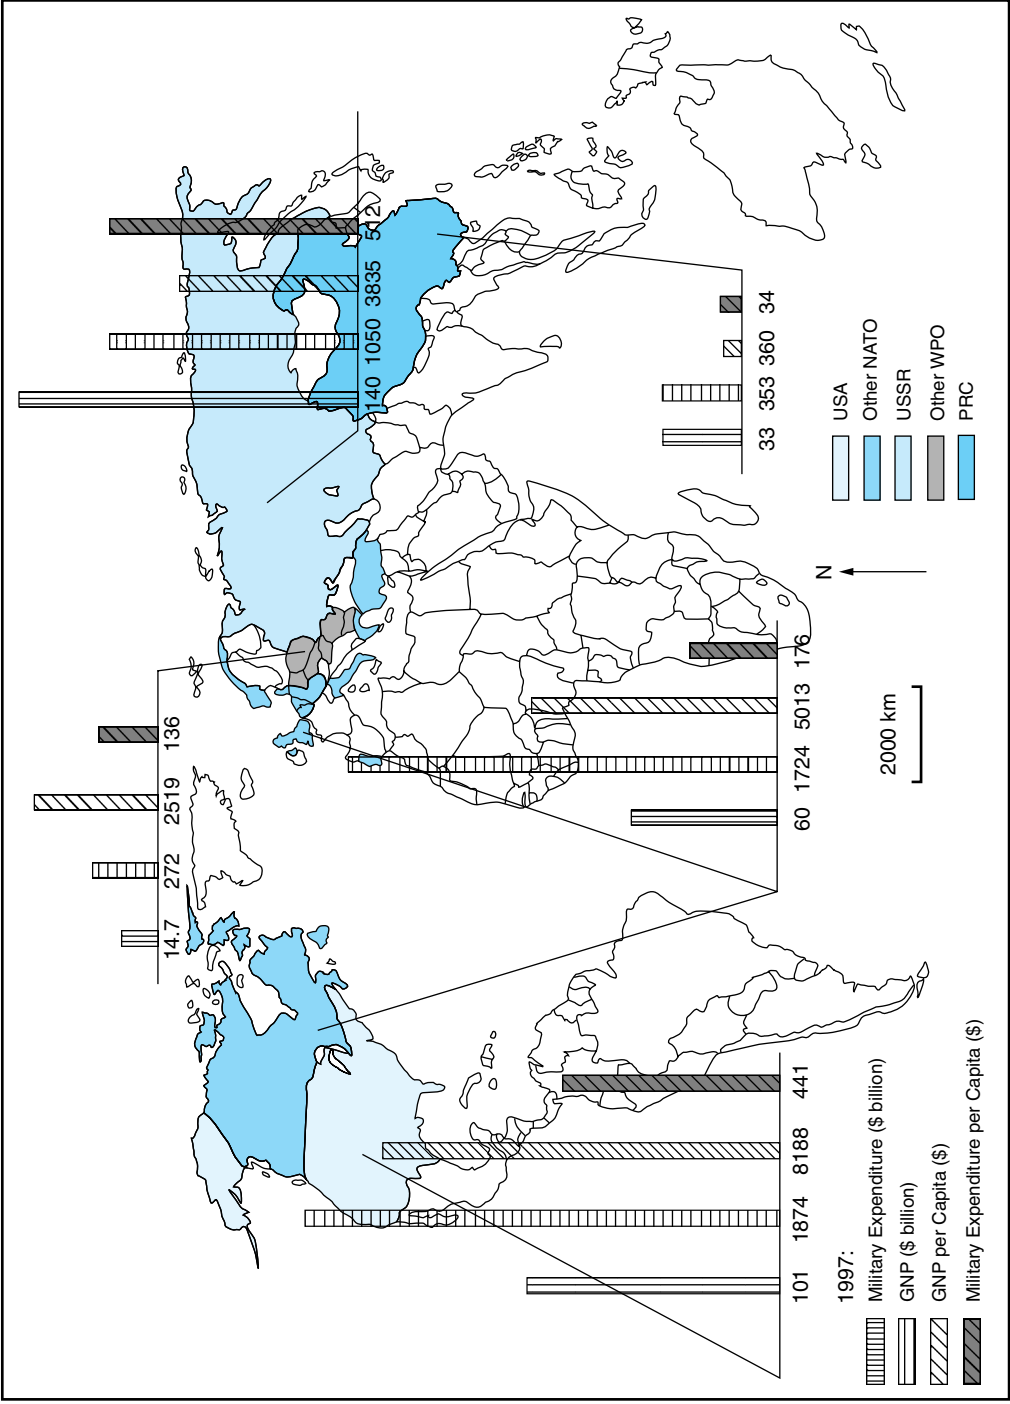 14.7 272 2519 136
140 1050 3835 512
60 1724 5013 176
33 353 360 34
101 1874 8188 441
N
2000 km
1997:
Military Expenditure ($ billion)
GNP ($ billion)
GNP per Capita ($)
Military Expenditure per Capita ($)
USA
Other NATO
USSR
Other WPO
PRC